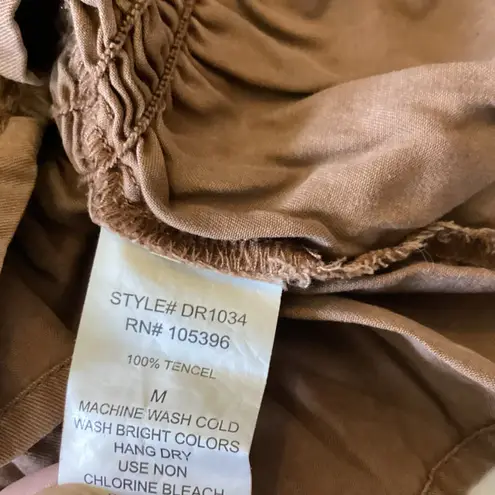 STYLE# DR1034
RN# 105396
100% TENCEL
M
MACHINE WASH COLD
WASH BRIGHT COLORS
HANG DRY
USE NON
CHLORINE BLEACH